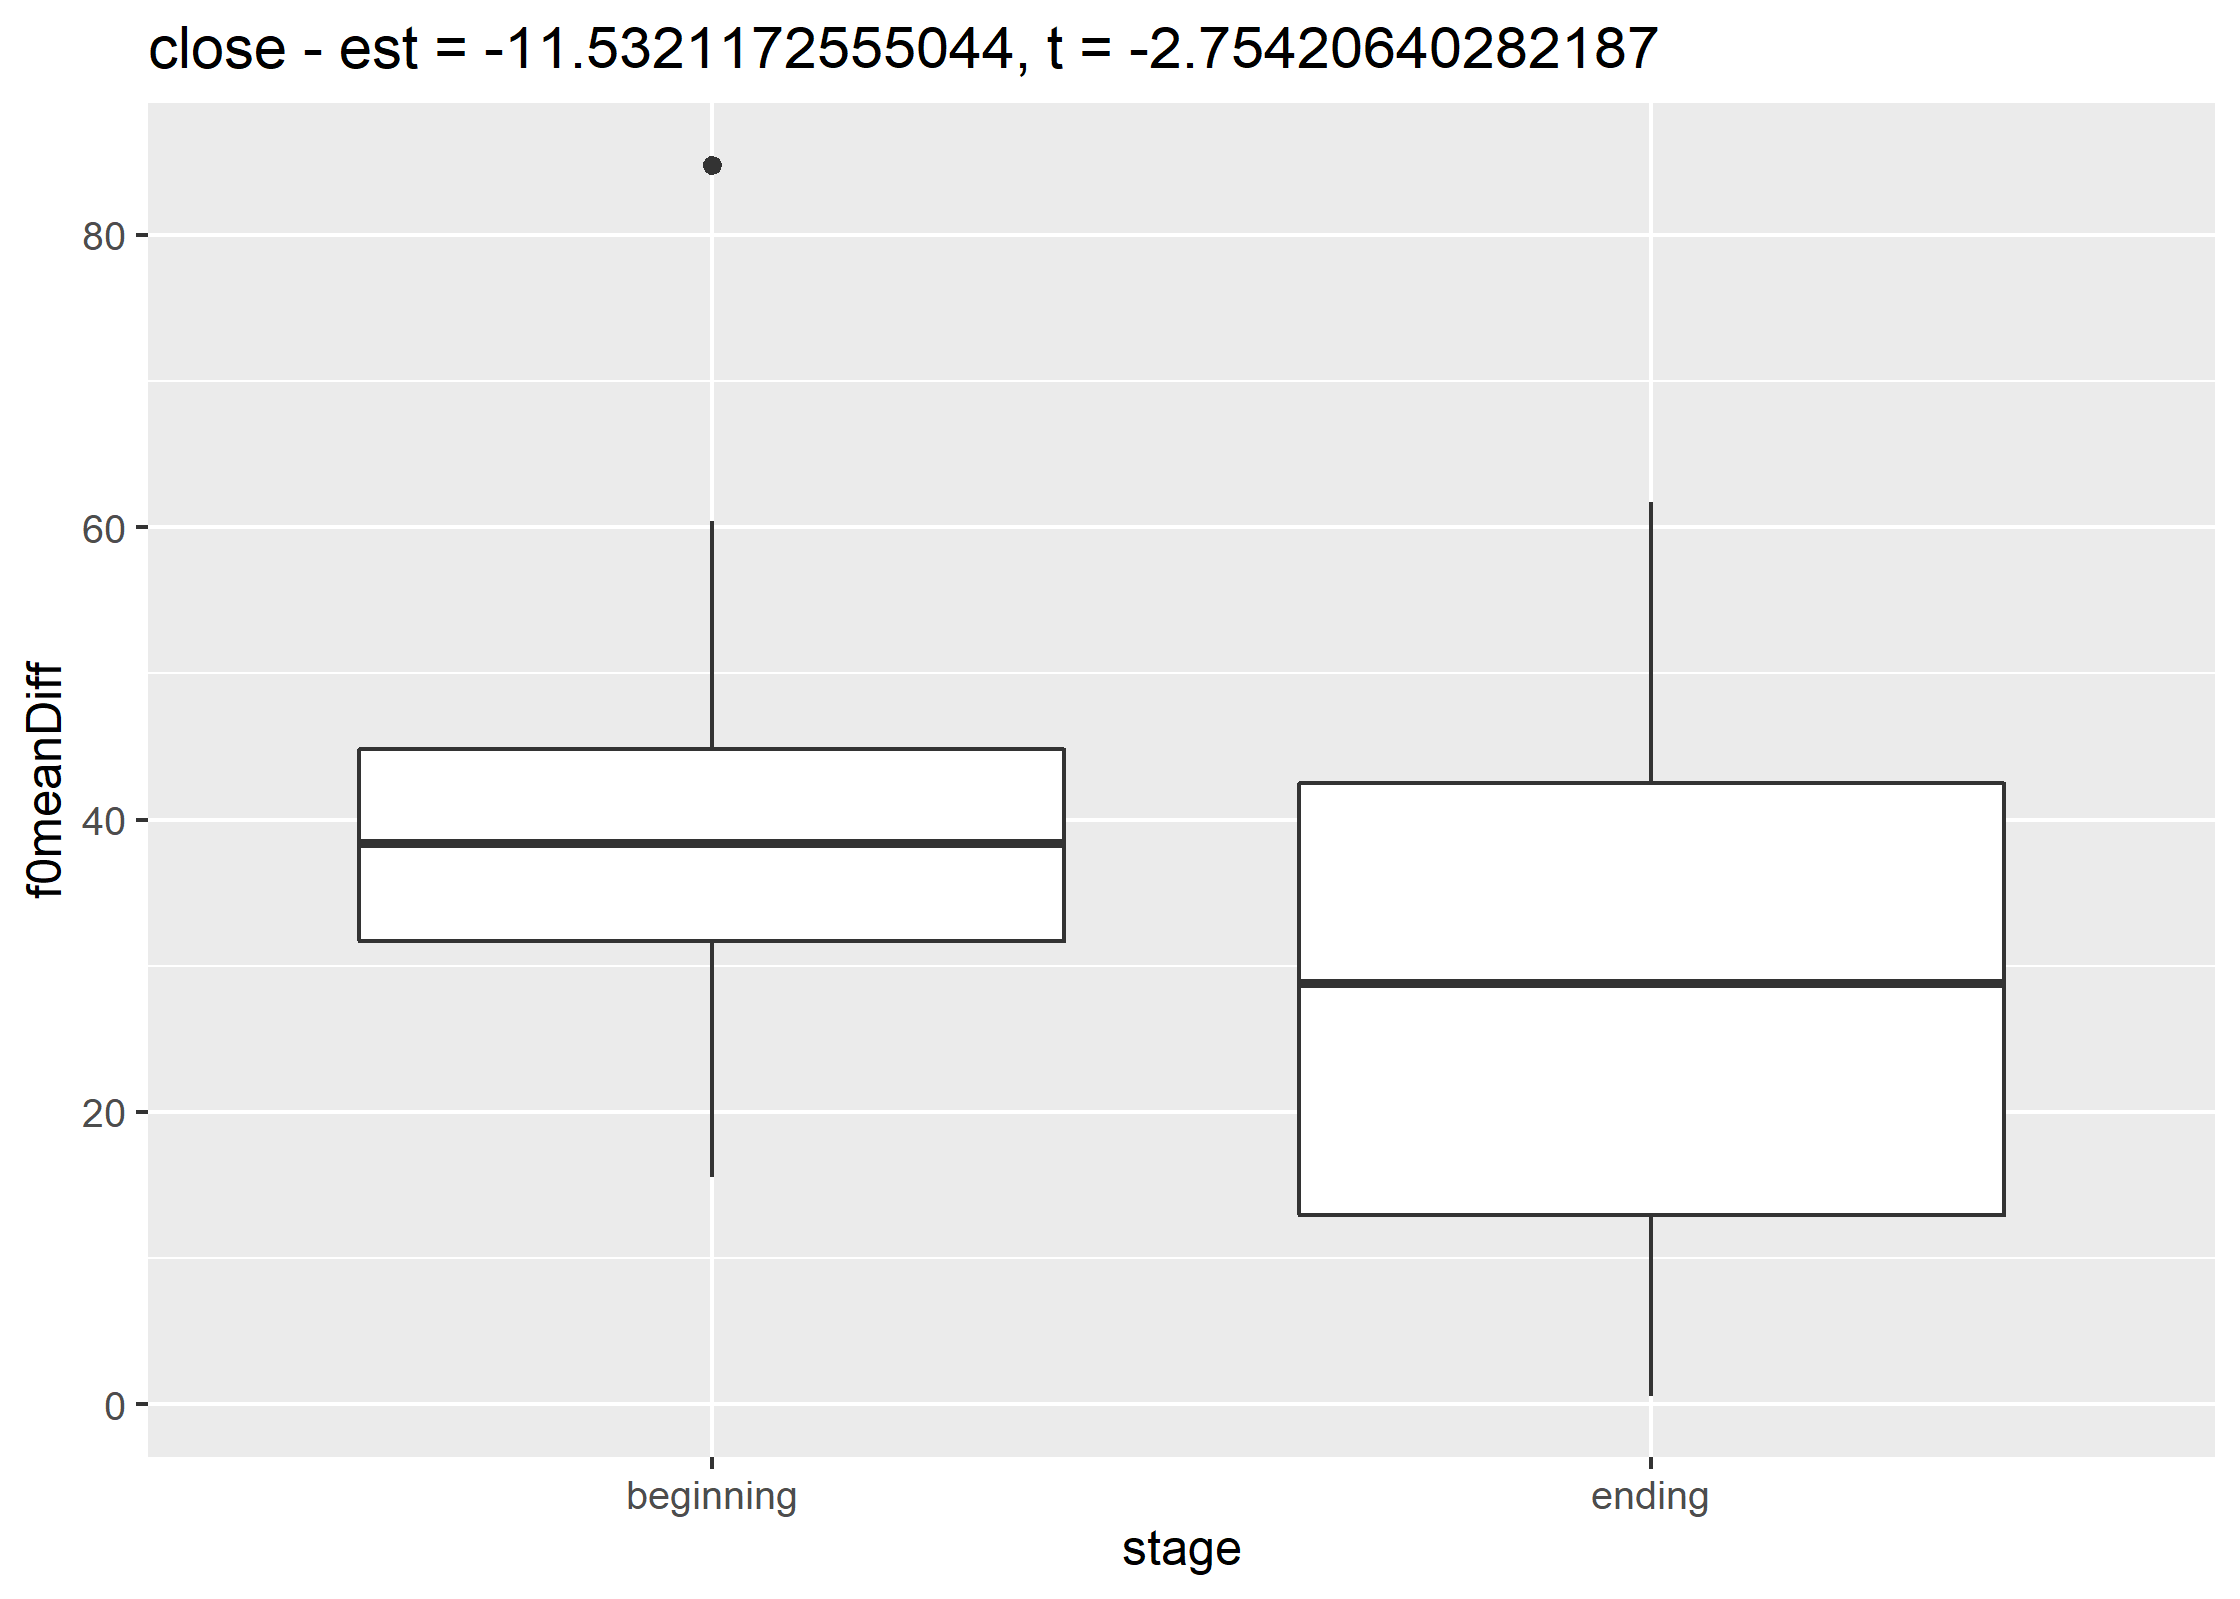 close - est = -11.5321172555044, t = -2.75420640282187
80
60
40
20
0
f0meanDiff
beginning
ending
stage